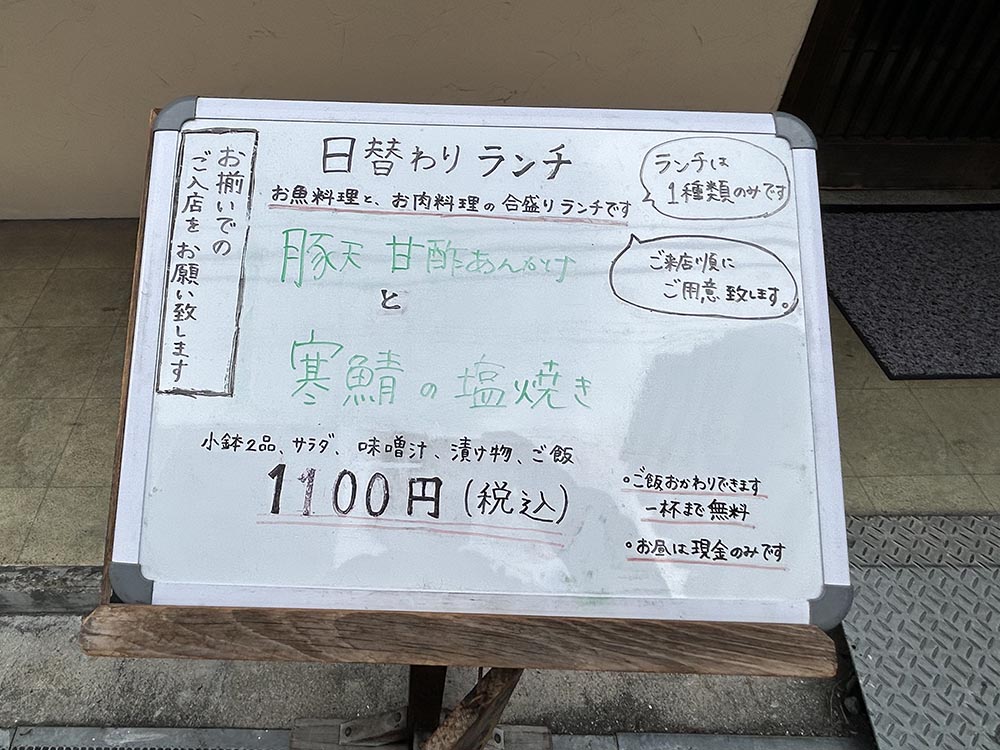 お揃いでの
ご入店を お願い致します
日替わり ランチ
お魚料理と、お肉料理の 合盛り ランチです
豚天 甘酢あんかけ
と
寒鯖の塩焼き
小鉢2品、サラダ、味噌汁、漬け物、ご飯
1100円(税込)
ランチは
1種類のみです
ご来店順に
ご用意致します。
・ご飯おかわりできます
一杯まで無料
・お昼は現金のみです